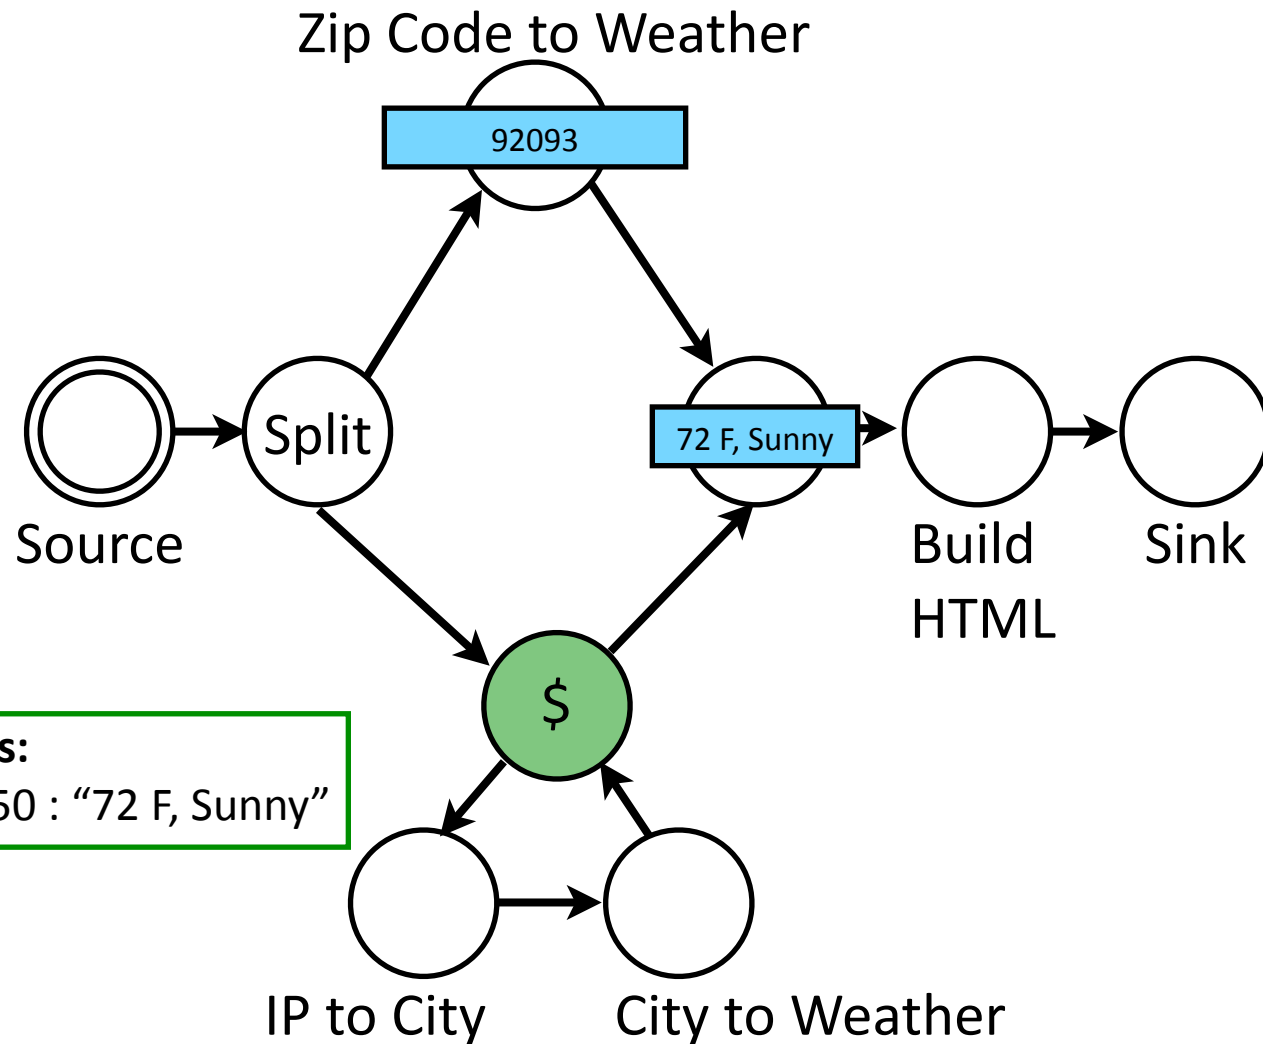 Zip Code to Weather
92093
Split
72 F, Sunny
Source
Build
HTML
Sink
$
s:
50 : “72 F, Sunny”
IP to City
City to Weather